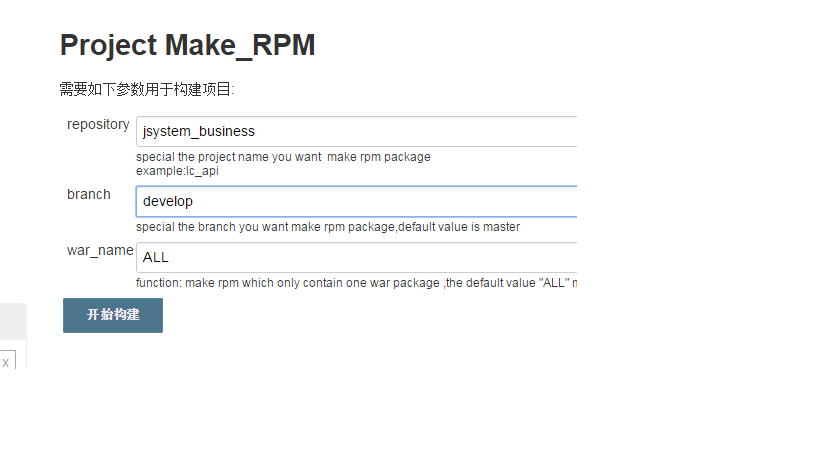 Project Make_RPM
需要如下参数用于构建项目:
repository
jsystem_business
special the project name you want make rpm package
example:lc_api
branch
develop
special the branch you want make rpm package,default value is master
war_name
ALL
function: make rpm which only contain one war package ,the default value "ALL"
开始构建
x